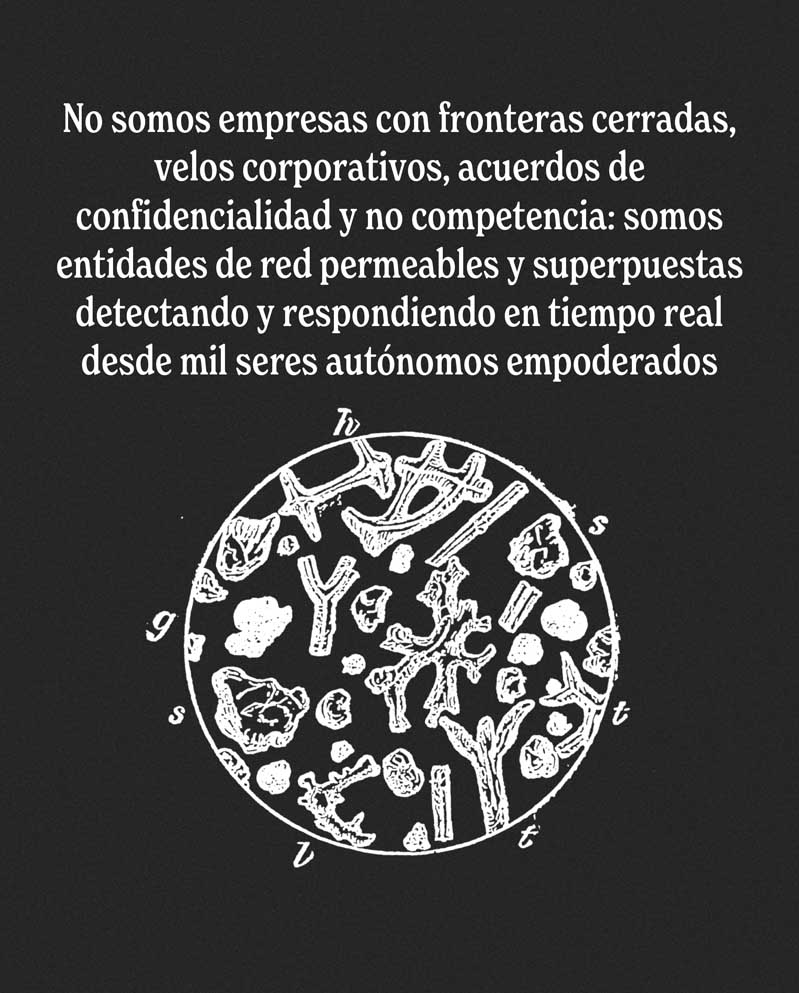 No somos empresas con fronteras cerradas,
velos corporativos, acuerdos de
confidencialidad y no competencia: somos
entidades de red permeables y superpuestas
detectando y respondiendo en tiempo real
desde mil seres autónomos empoderados
h
s
g
s
t
t
l